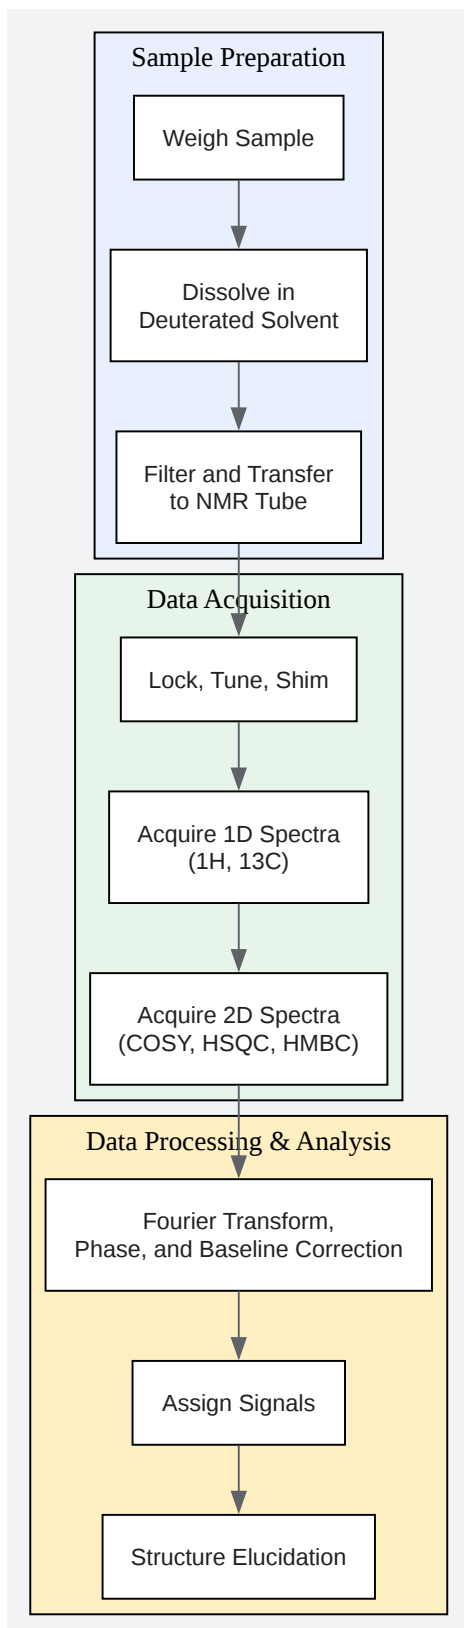 Sample Preparation
Weigh Sample
Dissolve in
Deuterated Solvent
Filter and Transfer
to NMR Tube
Data Acquisition
Lock, Tune, Shim
Acquire 1D Spectra
(1H, 13C)
Acquire 2D Spectra
(COSY, HSQC, HMBC)
Data Processing & Analysis
Fourier Transform,
Phase, and Baseline Correction
Assign Signals
Structure Elucidation